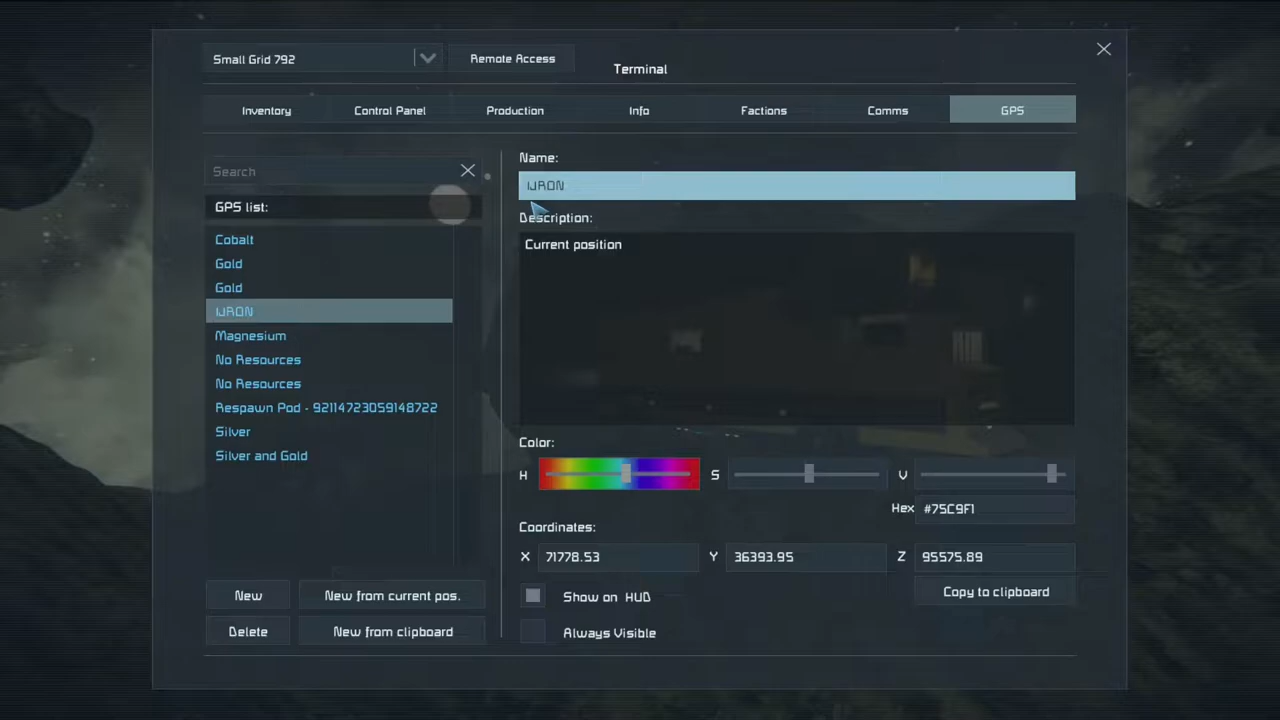 Small Grid 792
Remote Access
Terminal
Inventory
Control Panel
Production
Info
Factions
Comms
GPS
Search
GPS list:
Cobalt
Gold
Gold
IJRON
Magnesium
No Resources
No Resources
Respawn Pod - 92114723059148722
Silver
Silver and Gold
New
New from current pos.
Delete
New from clipboard
Name:
IJRON
Description:
Current position
Color:
H
S
V
Hex #75C9F1
Coordinates:
X 71778.53 Y 36393.95 Z 95575.89
Show on HUD
Copy to clipboard
Always Visible